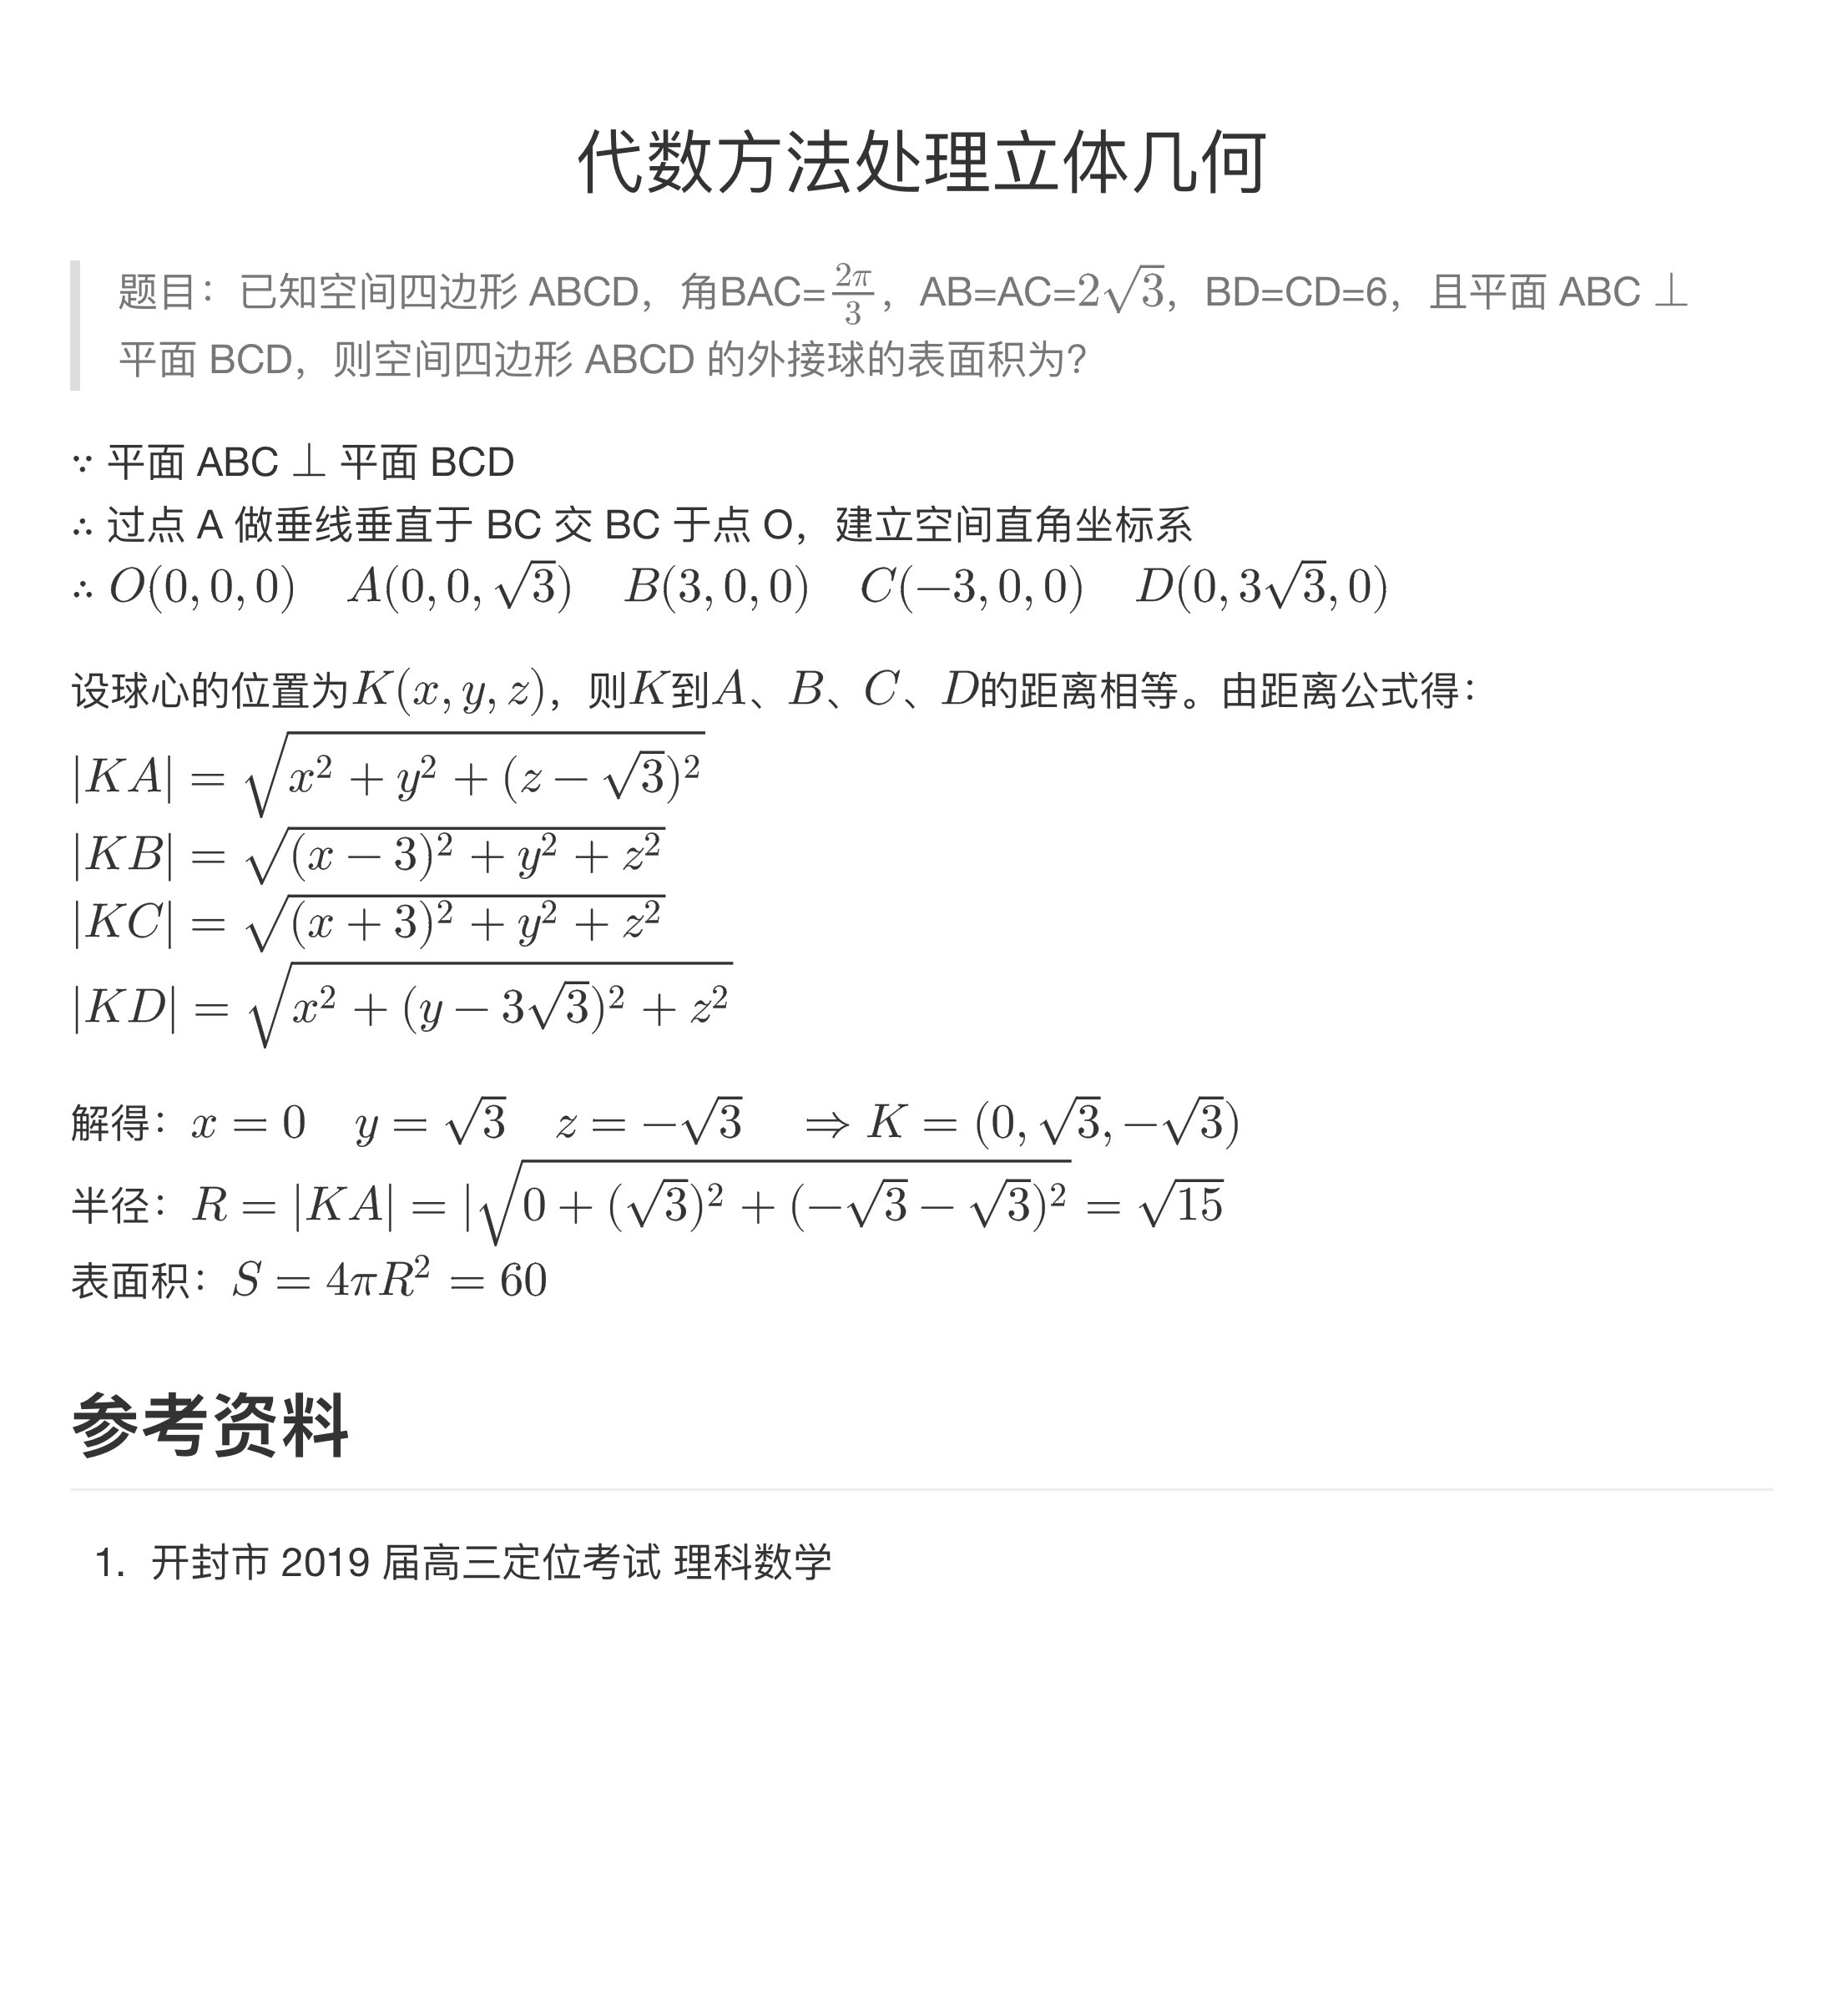 代数方法处理立体几何
题目：已知空间四边形 ABCD，角BAC=$\frac{2\pi}{3}$，AB=AC=$2\sqrt{3}$，BD=CD=6，且平面 ABC ⊥
平面 BCD，则空间四边形 ABCD 的外接球的表面积为?
∵ 平面 ABC ⊥ 平面 BCD
∴ 过点 A 做垂线垂直于 BC 交 BC 于点 O，建立空间直角坐标系
∴ $O(0,0,0) \quad A(0,0,\sqrt{3}) \quad B(3,0,0) \quad C(-3,0,0) \quad D(0,3\sqrt{3},0)$
设球心的位置为$K(x,y,z)$，则$K$到$A$、$B$、$C$、$D$的距离相等。由距离公式得：
$|KA| = \sqrt{x^2+y^2+(z-\sqrt{3})^2}$
$|KB| = \sqrt{(x-3)^2+y^2+z^2}$
$|KC| = \sqrt{(x+3)^2+y^2+z^2}$
$|KD| = \sqrt{x^2+(y-3\sqrt{3})^2+z^2}$
解得：$x=0 \quad y=\sqrt{3} \quad z=-\sqrt{3} \quad \Rightarrow K=(0,\sqrt{3},-\sqrt{3})$
半径：$R=|KA|=|\sqrt{0+(\sqrt{3})^2+(-\sqrt{3}-\sqrt{3})^2}=\sqrt{15}$
表面积：$S=4\pi R^2=60$
参考资料
1. 开封市 2019 届高三定位考试 理科数学